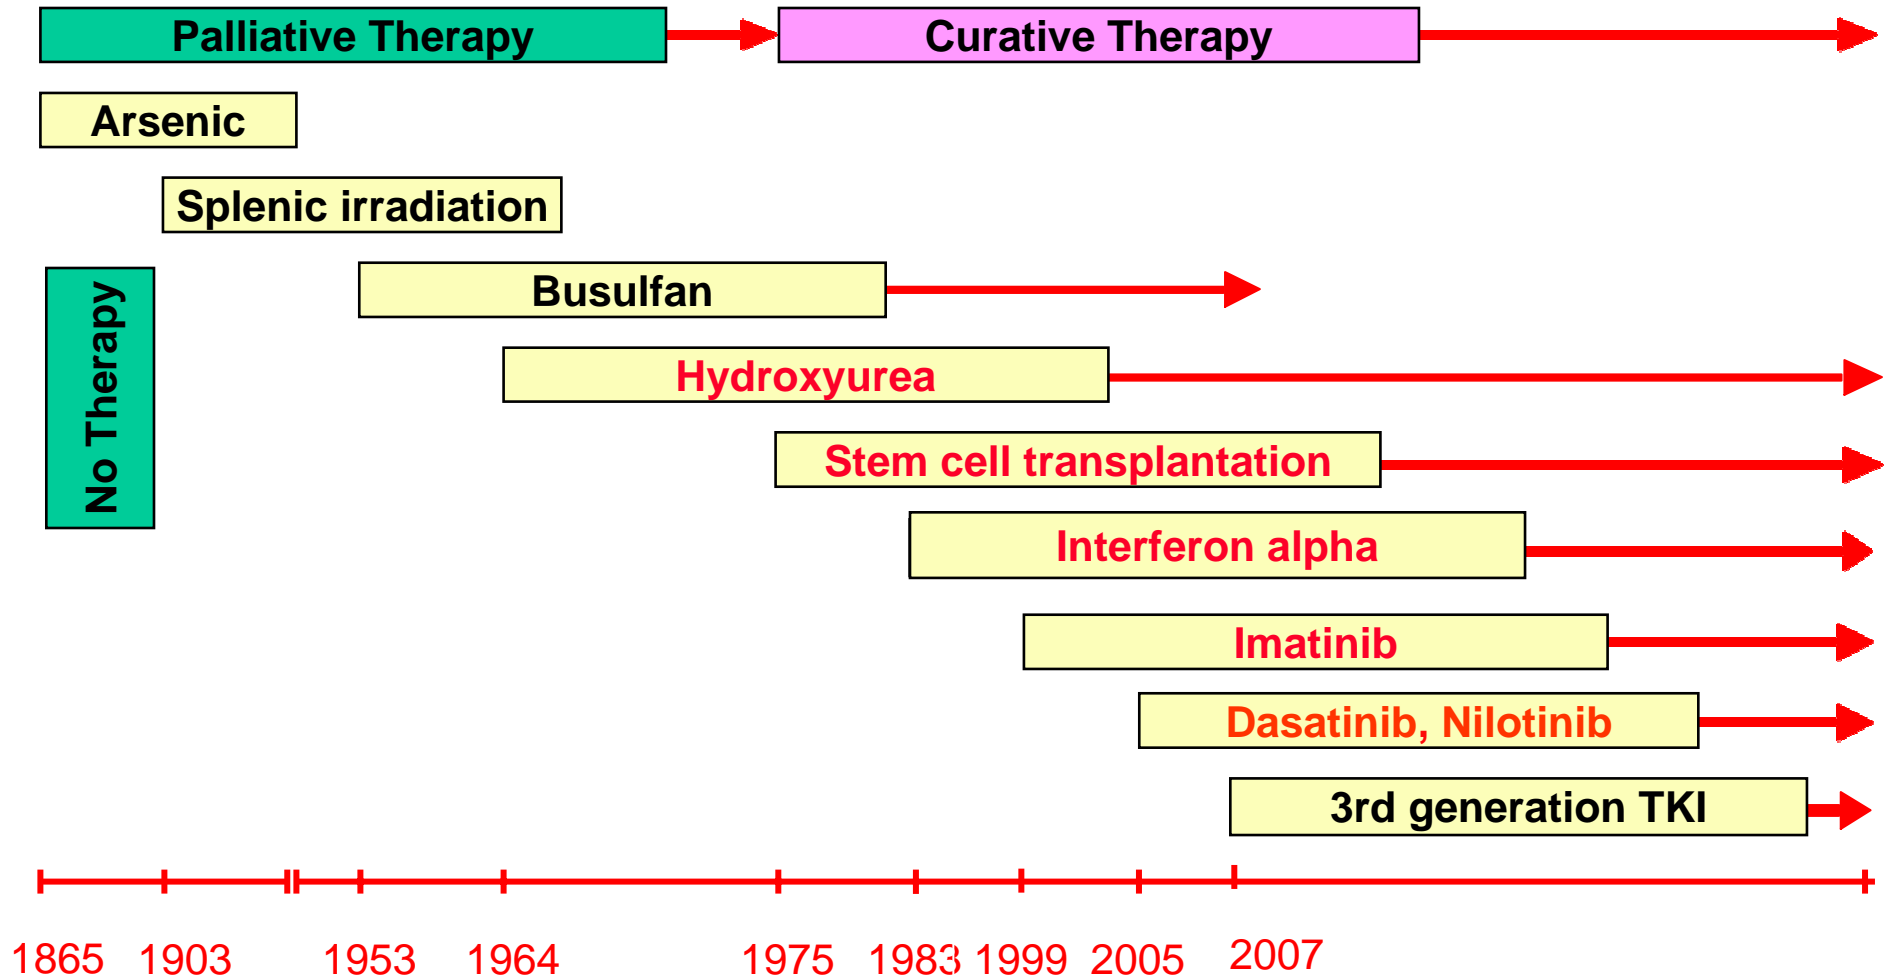 Palliative Therapy
Curative Therapy
Arsenic
Splenic irradiation
Busulfan
No Therapy
Hydroxyurea
Stem cell transplantation
Interferon alpha
Imatinib
Dasatinib, Nilotinib
3rd generation TKI
1865 1903 1953 1964 1975 1983 1999 2005 2007